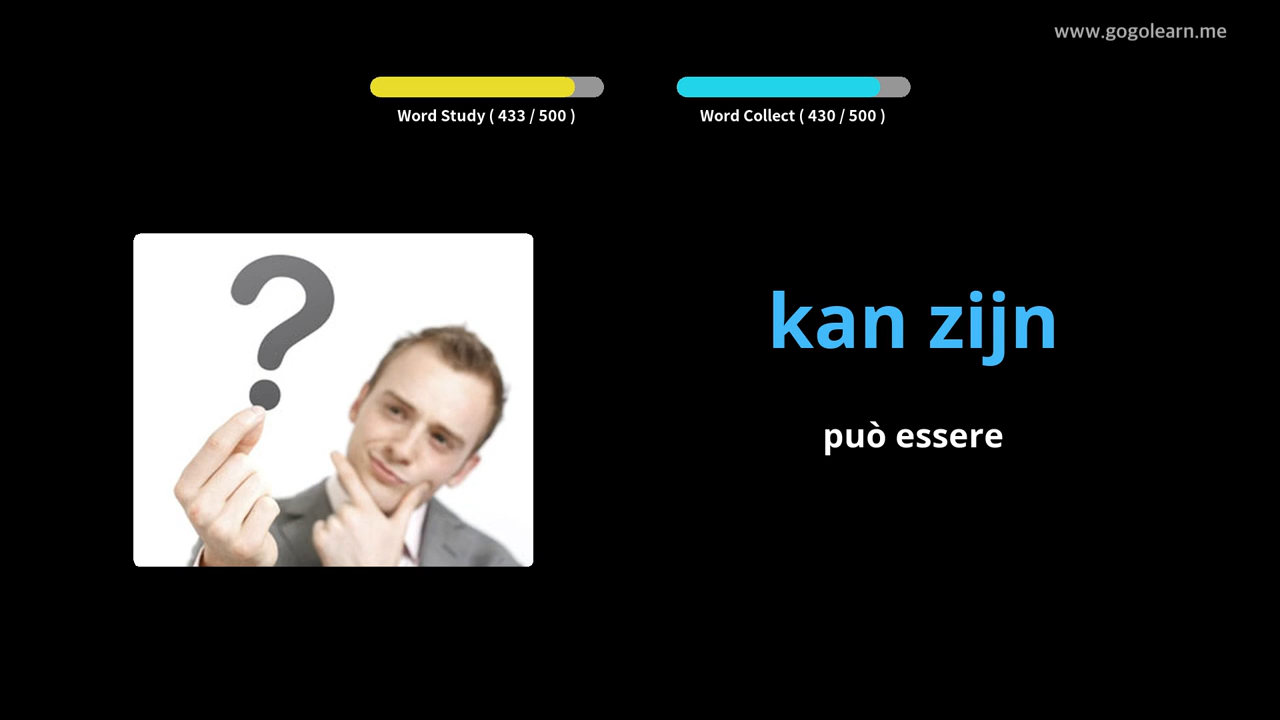 www.gogolearn.me
Word Study ( 433 / 500 )
Word Collect ( 430 / 500 )
?
kan zijn
può essere